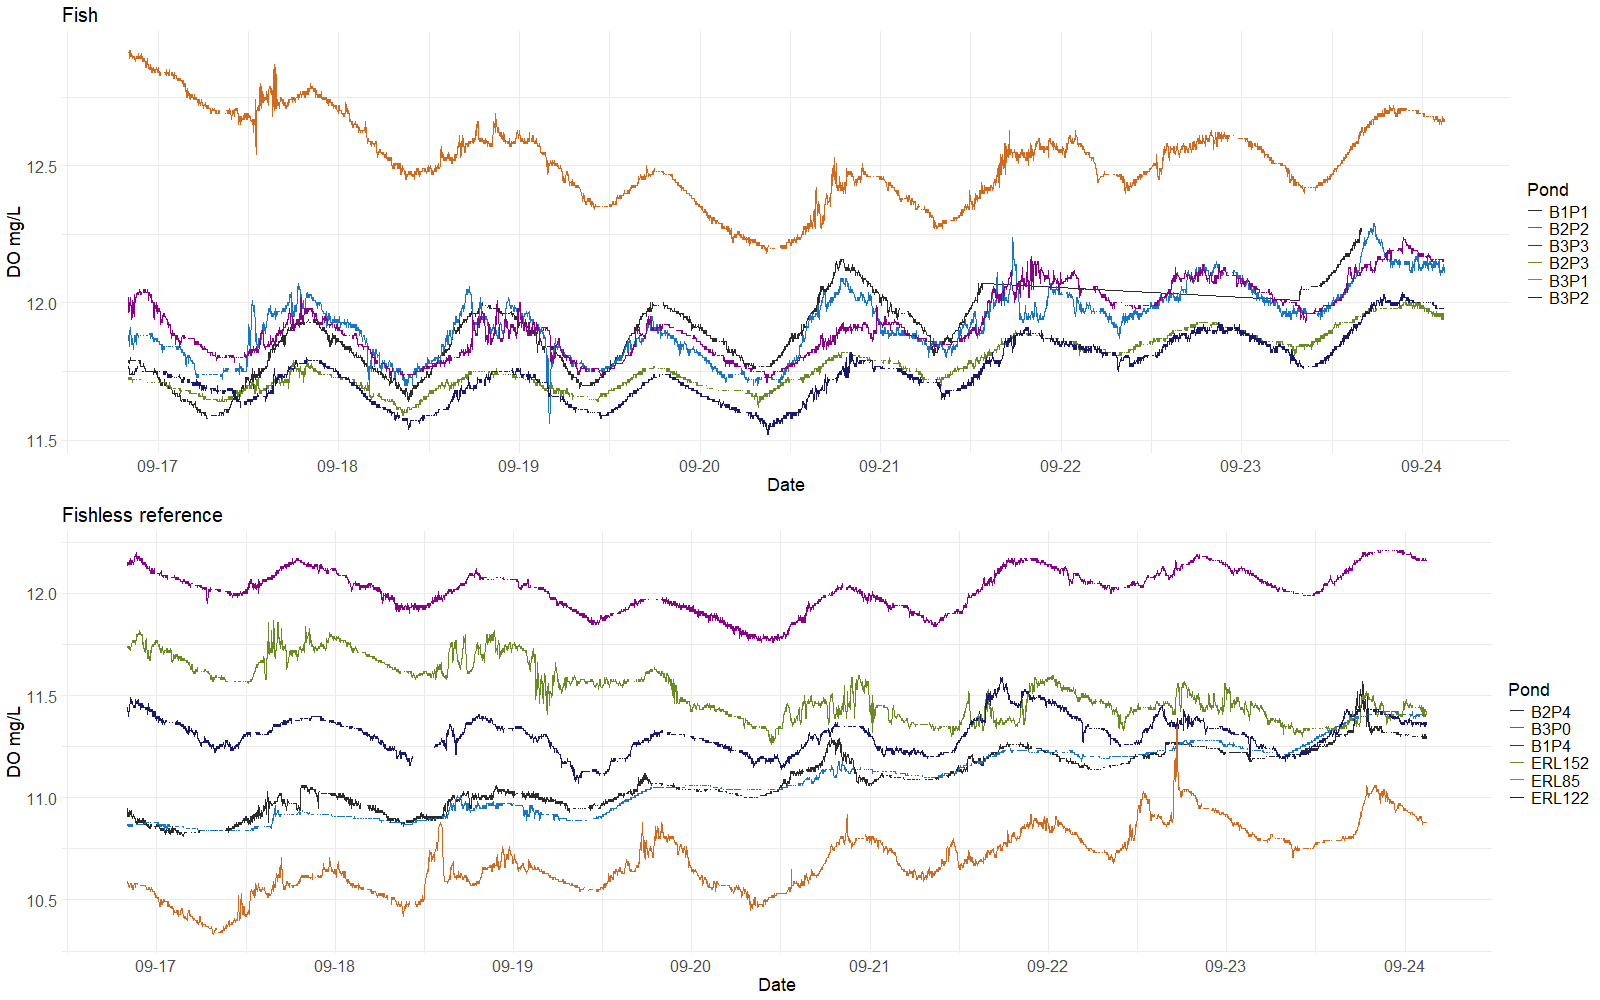 Fish
DO mg/L
12.5
12.0
11.5
09-17 09-18 09-19 09-20 09-21 09-22 09-23 09-24
Date
Pond
B1P1
B2P2
B3P3
B2P3
B3P1
B3P2
Fishless reference
DO mg/L
12.0
11.5
11.0
10.5
09-17 09-18 09-19 09-20 09-21 09-22 09-23 09-24
Date
Pond
B2P4
B3P0
B1P4
ERL152
ERL85
ERL122